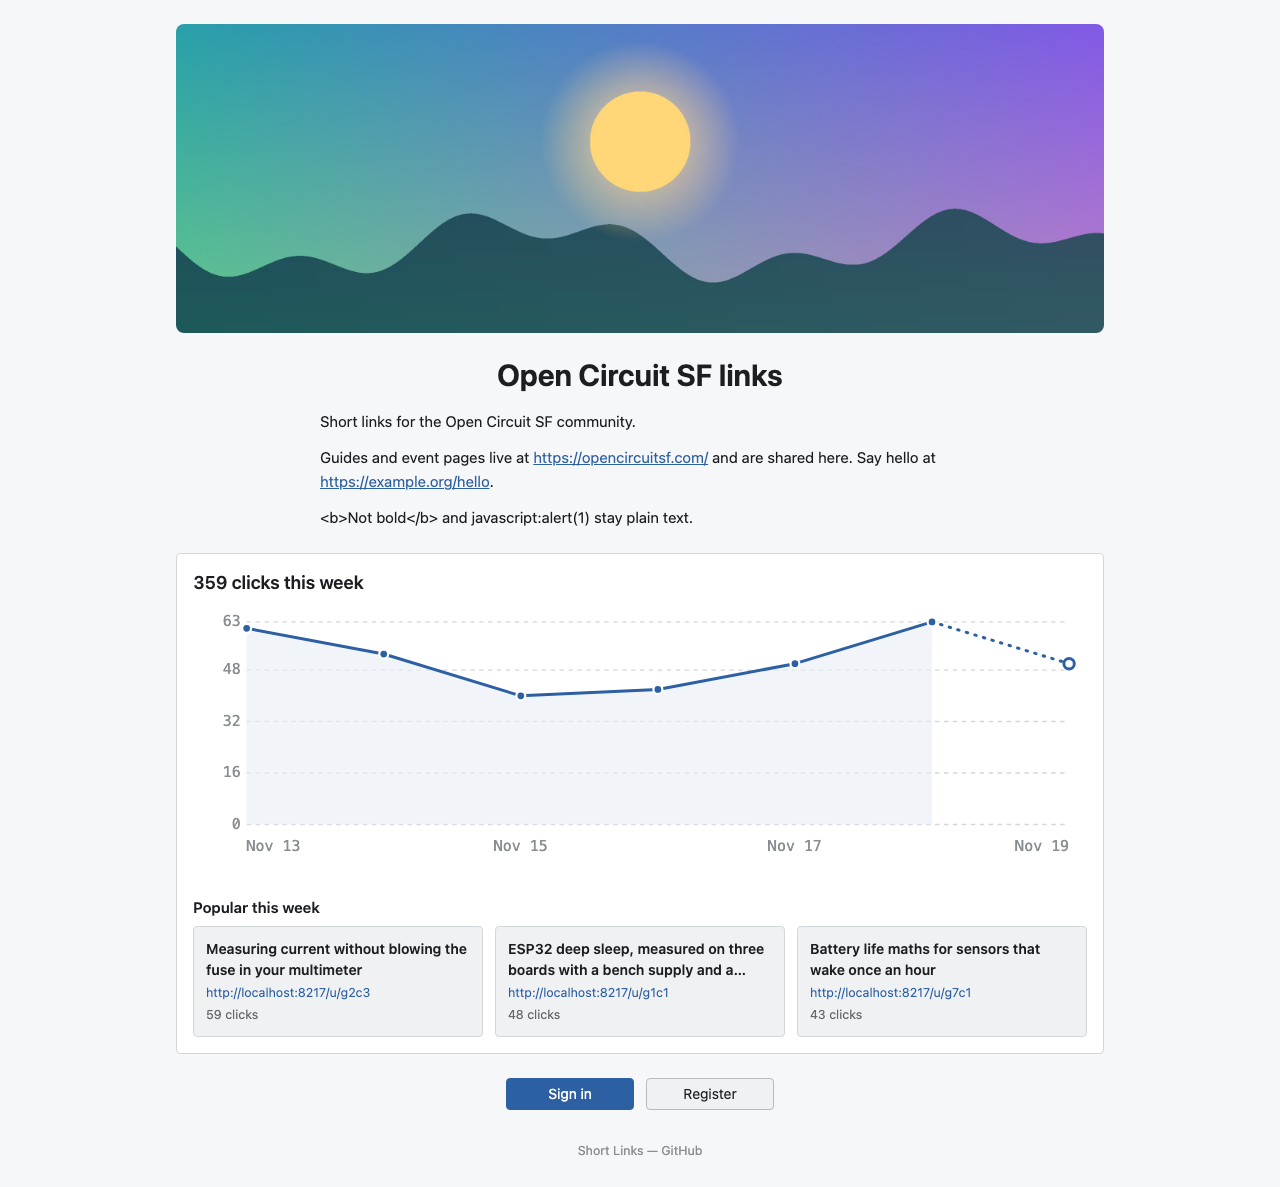 Open Circuit SF links
Short links for the Open Circuit SF community.
Guides and event pages live at https://opencircuitsf.com/ and are shared here. Say hello at
https://example.org/hello.
<b>Not bold</b> and javascript:alert(1) stay plain text.
359 clicks this week
63
48
32
16
0
Nov 13 Nov 15 Nov 17 Nov 19
Popular this week
Measuring current without blowing the
fuse in your multimeter
http://localhost:8217/u/g2c3
59 clicks
ESP32 deep sleep, measured on three
boards with a bench supply and a...
http://localhost:8217/u/g1c1
48 clicks
Battery life maths for sensors that
wake once an hour
http://localhost:8217/u/g7c1
43 clicks
Sign in
Register
Short Links — GitHub